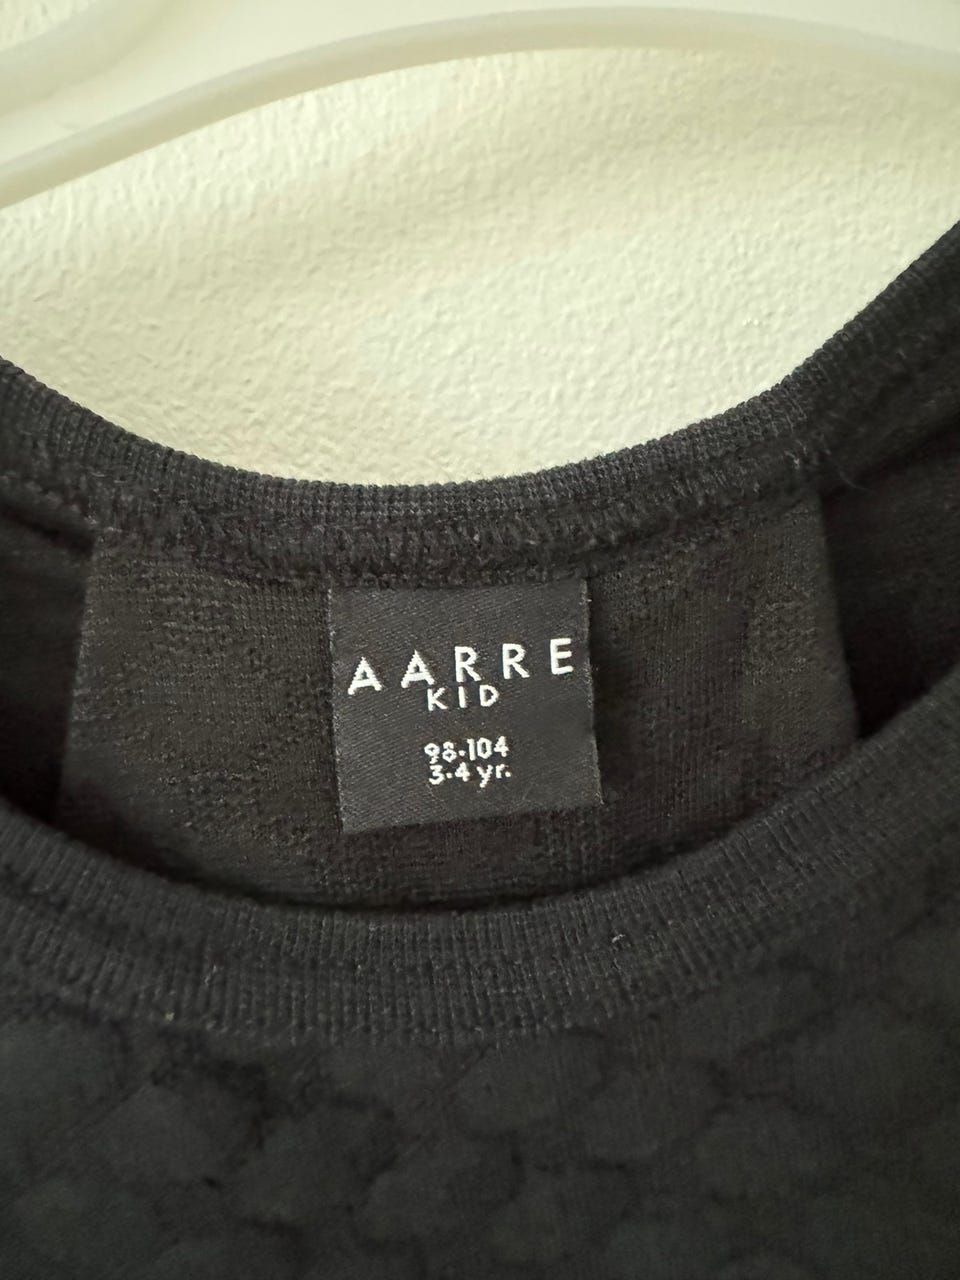 AARRE
KID
98-104
3-4 yr.